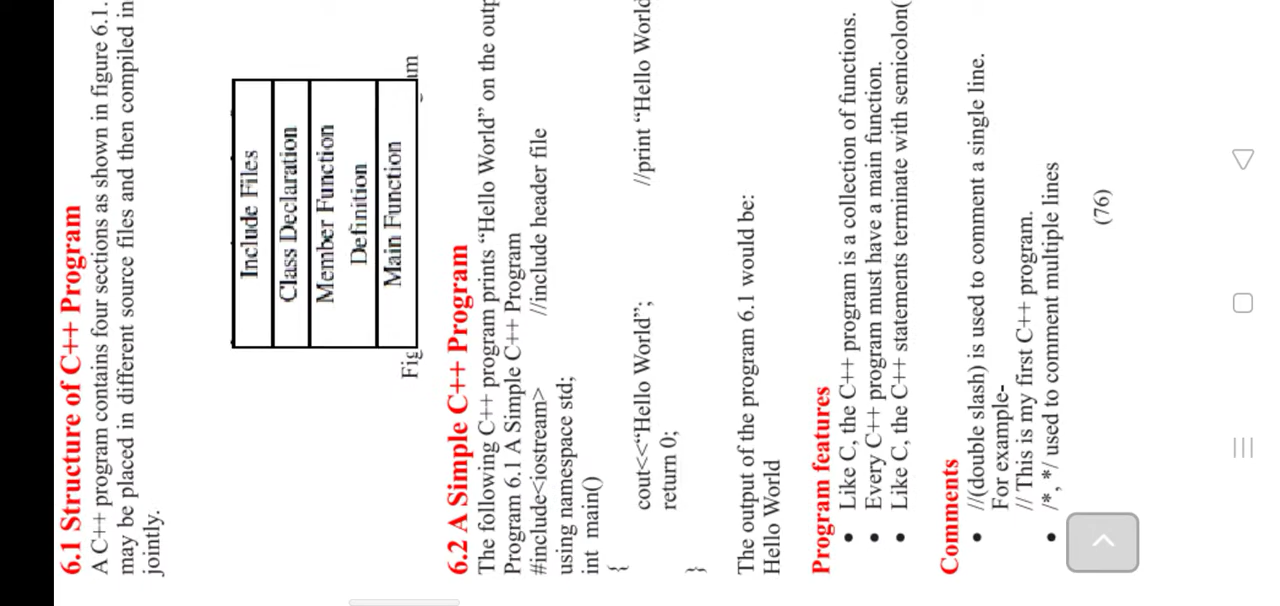 6.1 Structure of C++ Program
A C++ program contains four sections as shown in figure 6.1.
may be placed in different source files and then compiled in
jointly.
Include Files
Class Declaration
Member Function
Definition
Main Function
Fig
6.2 A Simple C++ Program
The following C++ program prints “Hello World” on the outp
Program 6.1 A Simple C++ Program
#include<iostream> //include header file
using namespace std;
int main()
{
cout<<“Hello World”; //print “Hello World
return 0;
}
The output of the program 6.1 would be:
Hello World
Program features
• Like C, the C++ program is a collection of functions.
• Every C++ program must have a main function.
• Like C, the C++ statements terminate with semicolon(
Comments
• //(double slash) is used to comment a single line.
For example-
// This is my first C++ program.
• /*, */ used to comment multiple lines
(76)